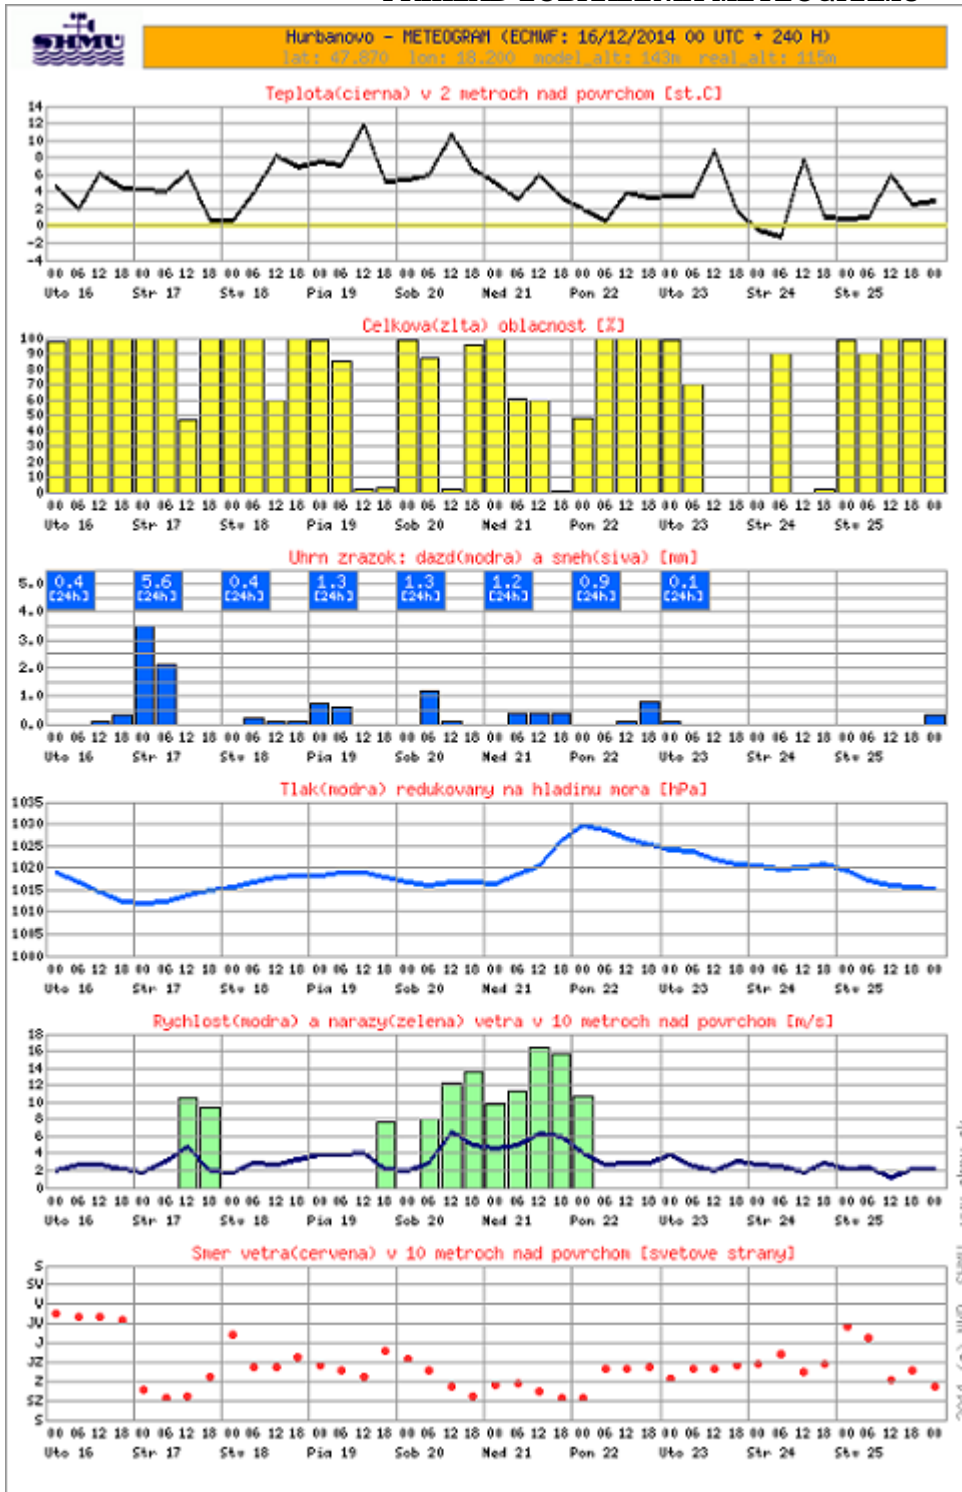 SHMU
Hurbanovo - METEOGRAM (ECMWF: 16/12/2014 00 UTC + 240 H)
lat: 47.870 lon: 18.200 model_alt: 143m real_alt: 115m
Teplota(cierna) v 2 metroch nad povrchom [st.C]
14
12
10
8
6
4
2
0
-2
-4
00 06 12 18 00 06 12 18 00 06 12 18 00 06 12 18 00 06 12 18 00 06 12 18 00 06 12 18 00 06 12 18 00 06 12 18 00 06 12 18 00
Uto 16 Str 17 Stv 18 Pia 19 Sob 20 Ned 21 Pon 22 Uto 23 Str 24 Stv 25
Celkova(zlta) oblacnost [%]
100
90
80
70
60
50
40
30
20
10
0
00 06 12 18 00 06 12 18 00 06 12 18 00 06 12 18 00 06 12 18 00 06 12 18 00 06 12 18 00 06 12 18 00 06 12 18 00 06 12 18 00
Uto 16 Str 17 Stv 18 Pia 19 Sob 20 Ned 21 Pon 22 Uto 23 Str 24 Stv 25
Uhrn zrazok: dazd(modra) a sneh(siva) [mm]
5.0 0.4 5.6 0.4 1.3 1.3 1.2 0.9 0.1
[24h] [24h] [24h] [24h] [24h] [24h] [24h] [24h]
4.0
3.0
2.0
1.0
0.0
00 06 12 18 00 06 12 18 00 06 12 18 00 06 12 18 00 06 12 18 00 06 12 18 00 06 12 18 00 06 12 18 00 06 12 18 00 06 12 18 00
Uto 16 Str 17 Stv 18 Pia 19 Sob 20 Ned 21 Pon 22 Uto 23 Str 24 Stv 25
Tlak(modra) redukovany na hladinu mora [hPa]
1035
1030
1025
1020
1015
1010
1005
1000
00 06 12 18 00 06 12 18 00 06 12 18 00 06 12 18 00 06 12 18 00 06 12 18 00 06 12 18 00 06 12 18 00 06 12 18 00 06 12 18 00
Uto 16 Str 17 Stv 18 Pia 19 Sob 20 Ned 21 Pon 22 Uto 23 Str 24 Stv 25
Rychlost(modra) a narazy(zelena) vetra v 10 metroch nad povrchom [m/s]
18
16
14
12
10
8
6
4
2
0
00 06 12 18 00 06 12 18 00 06 12 18 00 06 12 18 00 06 12 18 00 06 12 18 00 06 12 18 00 06 12 18 00 06 12 18 00 06 12 18 00
Uto 16 Str 17 Stv 18 Pia 19 Sob 20 Ned 21 Pon 22 Uto 23 Str 24 Stv 25
Smer vetra(cervena) v 10 metroch nad povrchom [svetove strany]
S
SV
V
JV
J
JZ
Z
SZ
S
00 06 12 18 00 06 12 18 00 06 12 18 00 06 12 18 00 06 12 18 00 06 12 18 00 06 12 18 00 06 12 18 00 06 12 18 00 06 12 18 00
Uto 16 Str 17 Stv 18 Pia 19 Sob 20 Ned 21 Pon 22 Uto 23 Str 24 Stv 25